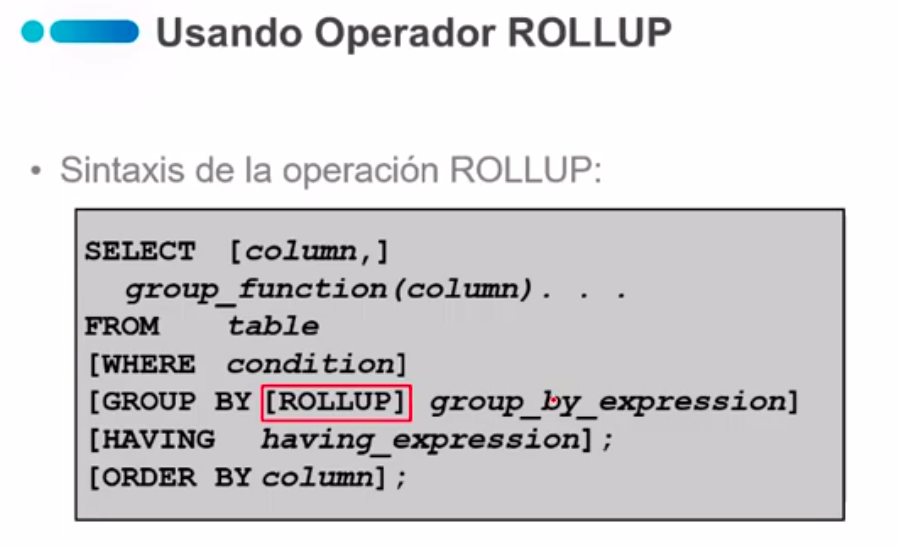 Usando Operador ROLLUP
• Sintaxis de la operación ROLLUP:
SELECT [column,]
group_function(column). . .
FROM table
[WHERE condition]
[GROUP BY [ROLLUP] group_by_expression]
[HAVING having_expression];
[ORDER BY column];